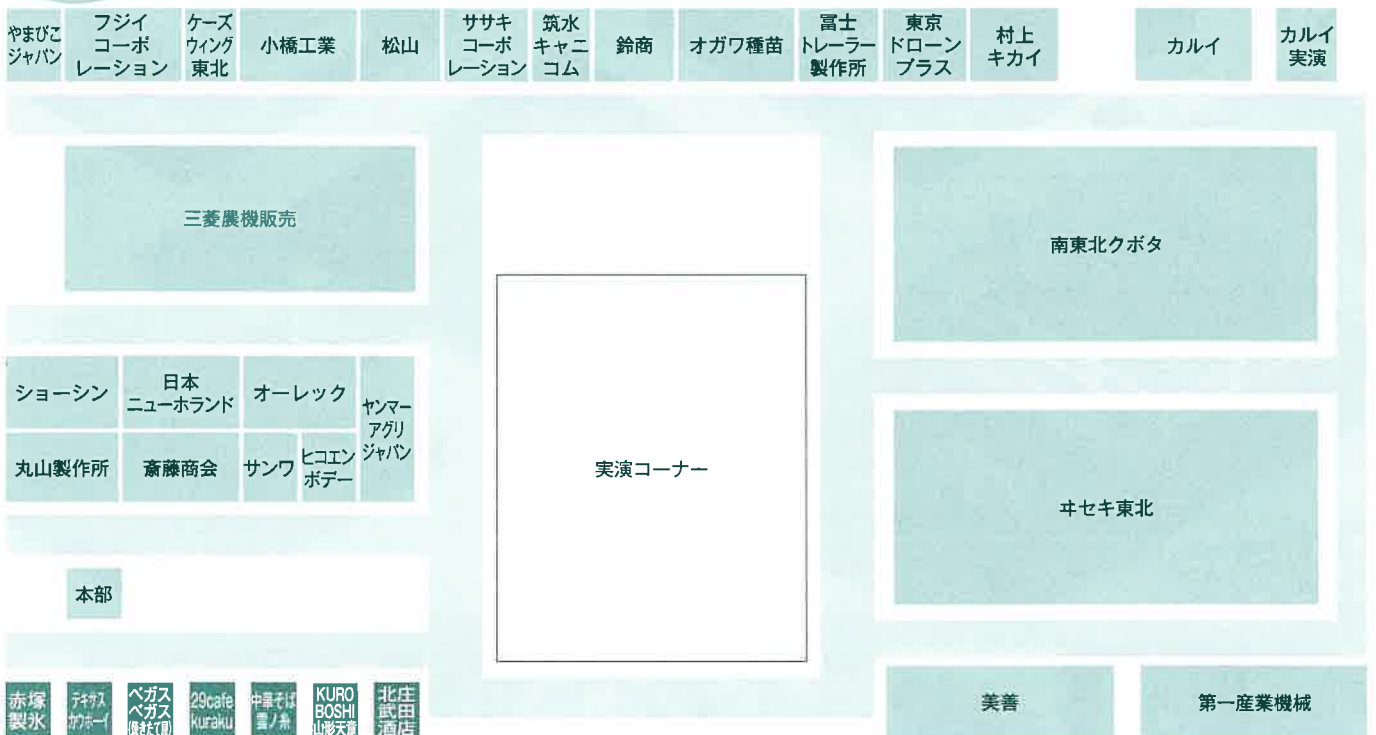 やまびこ
ジャパン
フジイ
コーポ
レーション
ケーズ
ウィング
東北
小橋工業
松山
ササキ
コーポ
レーション
筑水
キャニ
コム
鈴商
オガワ種苗
冨士
トレーラー
製作所
東京
ドローン
プラス
村上
キカイ
カルイ
カルイ
実演
三菱農機販売
南東北クボタ
ショーシン
日本
ニューホランド
オーレック
ヤンマー
アグリ
ジャパン
丸山製作所
斎藤商会
サンワ
ヒコエン
ボデー
実演コーナー
ヰセキ東北
本部
美善
第一産業機械
赤塚
製氷
テキサス
カウボーイ
ベガス
ベガス
29cafe
kuraku
中華そば
雲ノ糸
KURO
BOSHI
北庄
武田
酒店